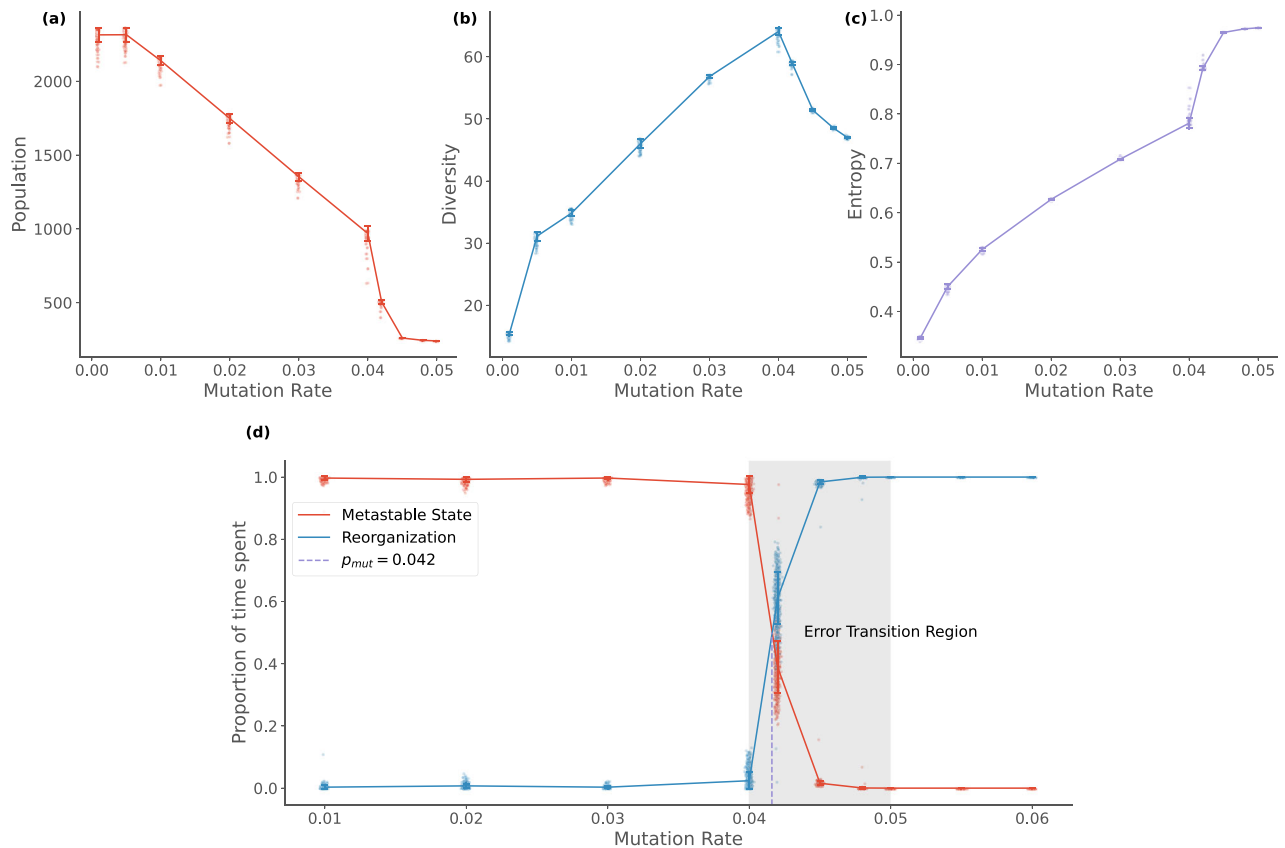 (a)
Population
2000
1500
1000
500
0.00 0.01 0.02 0.03 0.04 0.05
Mutation Rate
(b)
Diversity
60
50
40
30
20
0.00 0.01 0.02 0.03 0.04 0.05
Mutation Rate
(c)
Entropy
1.0
0.9
0.8
0.7
0.6
0.5
0.4
0.00 0.01 0.02 0.03 0.04 0.05
Mutation Rate
(d)
Proportion of time spent
1.0
0.8
0.6
0.4
0.2
0.0
Metastable State
Reorganization
p_mut = 0.042
Error Transition Region
0.01 0.02 0.03 0.04 0.05 0.06
Mutation Rate